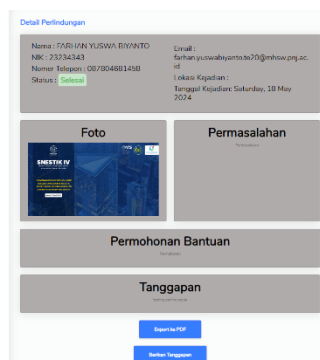 Detail Perlindungan
Nama : FARHAN YUSWA BIYANTO
NIK : 23234343
Nomer Telepon : 087804681458
Status : Selesai
Email :
farhan.yuswabiyanto.te20@mhsw.pnj.ac.
id
Lokasi Kejadian :
Tanggal Kejadian: Saturday, 18 May
2024
Foto
SNESTIK IV
Permasalahan
Permohonan Bantuan
Tanggapan
Export ke PDF
Berikan Tanggapan